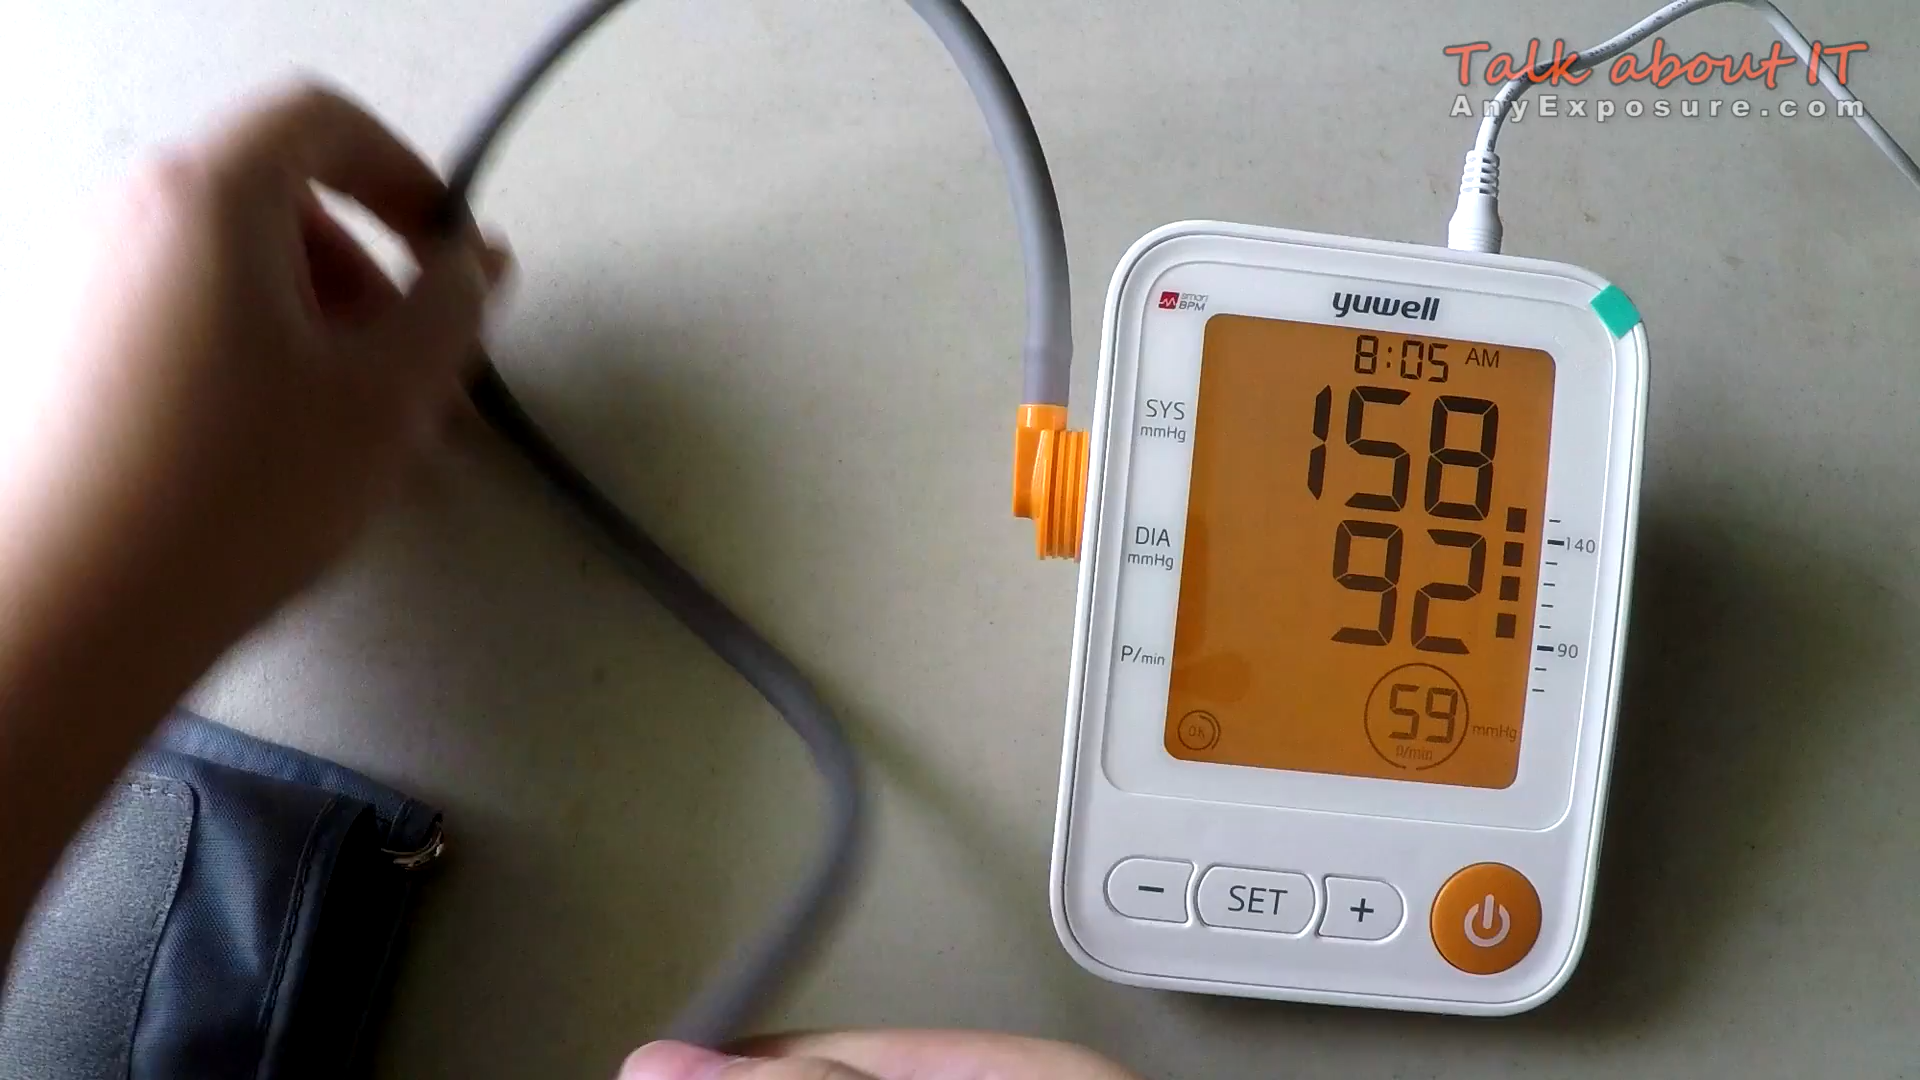 Talk about IT
AnyExposure.com
smart
BPM
yuwell
8:05 AM
SYS
mmHg
158
DIA
mmHg
92
140
90
P/min
59
mmHg
P/min
OK
− SET +